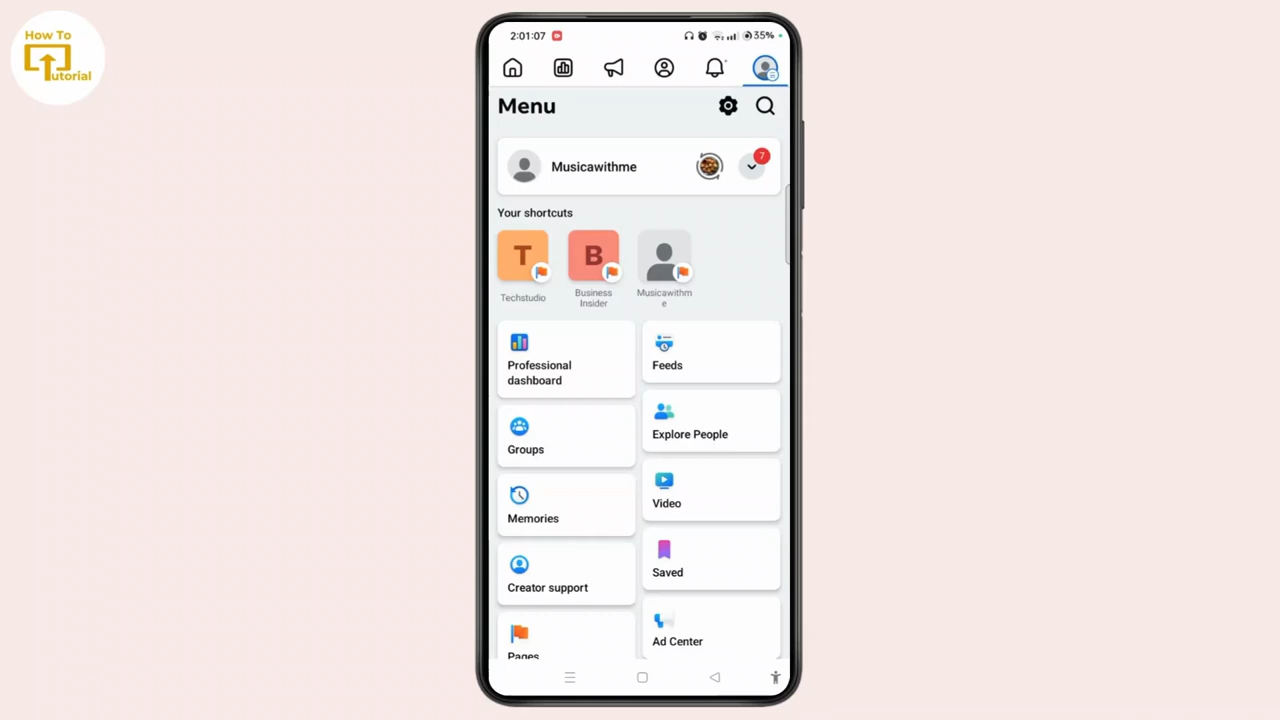 How To
Tutorial
2:01:07
35%
Menu
Musicawithme
7
Your shortcuts
T
B
Techstudio
Business
Insider
Musicawithm
e
Professional
dashboard
Feeds
Groups
Explore People
Memories
Video
Creator support
Saved
Pages
Ad Center